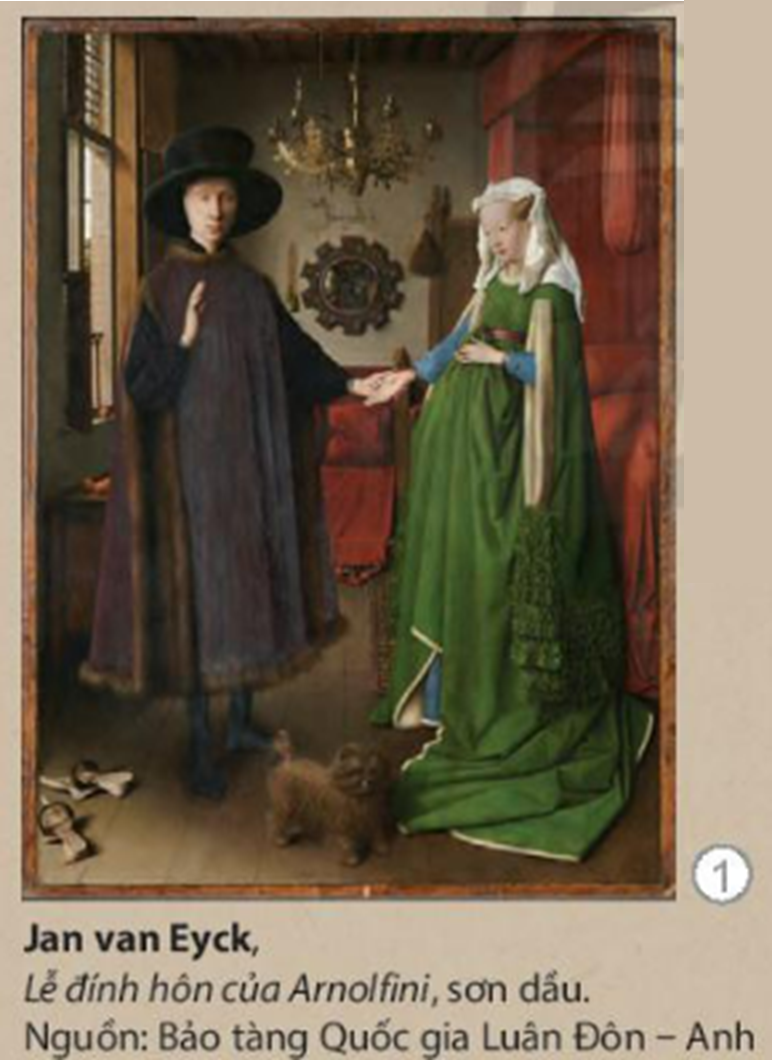 1
Jan van Eyck,
Lễ đính hôn của Arnolfini, sơn dầu.
Nguồn: Bảo tàng Quốc gia Luân Đôn – Anh